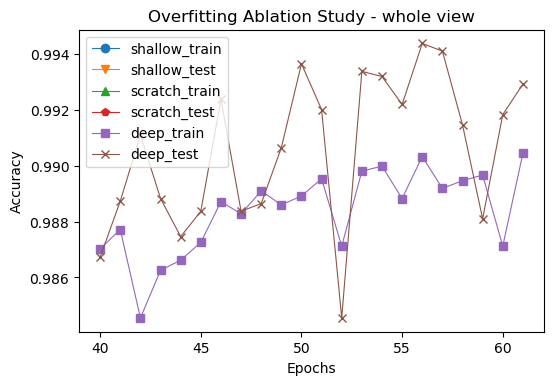 Overfitting Ablation Study - whole view
0.994
0.992
0.990
0.988
0.986
Accuracy
shallow_train
shallow_test
scratch_train
scratch_test
deep_train
deep_test
40
45
50
55
60
Epochs